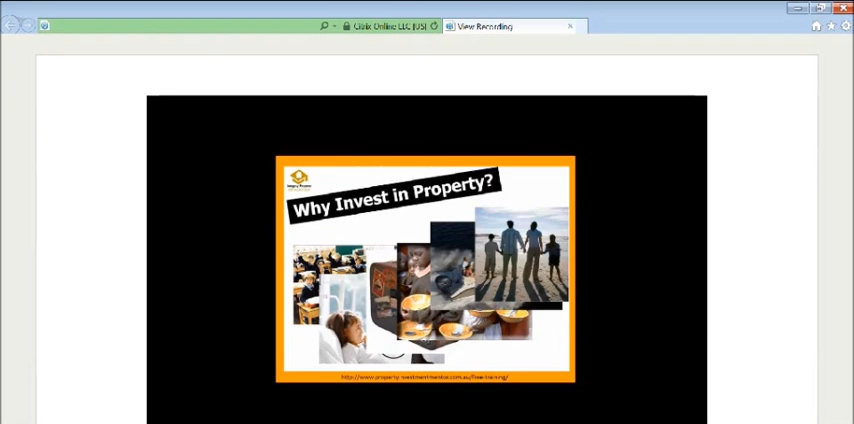 Citrix Online LLC [US]
View Recording
Why Invest in Property?